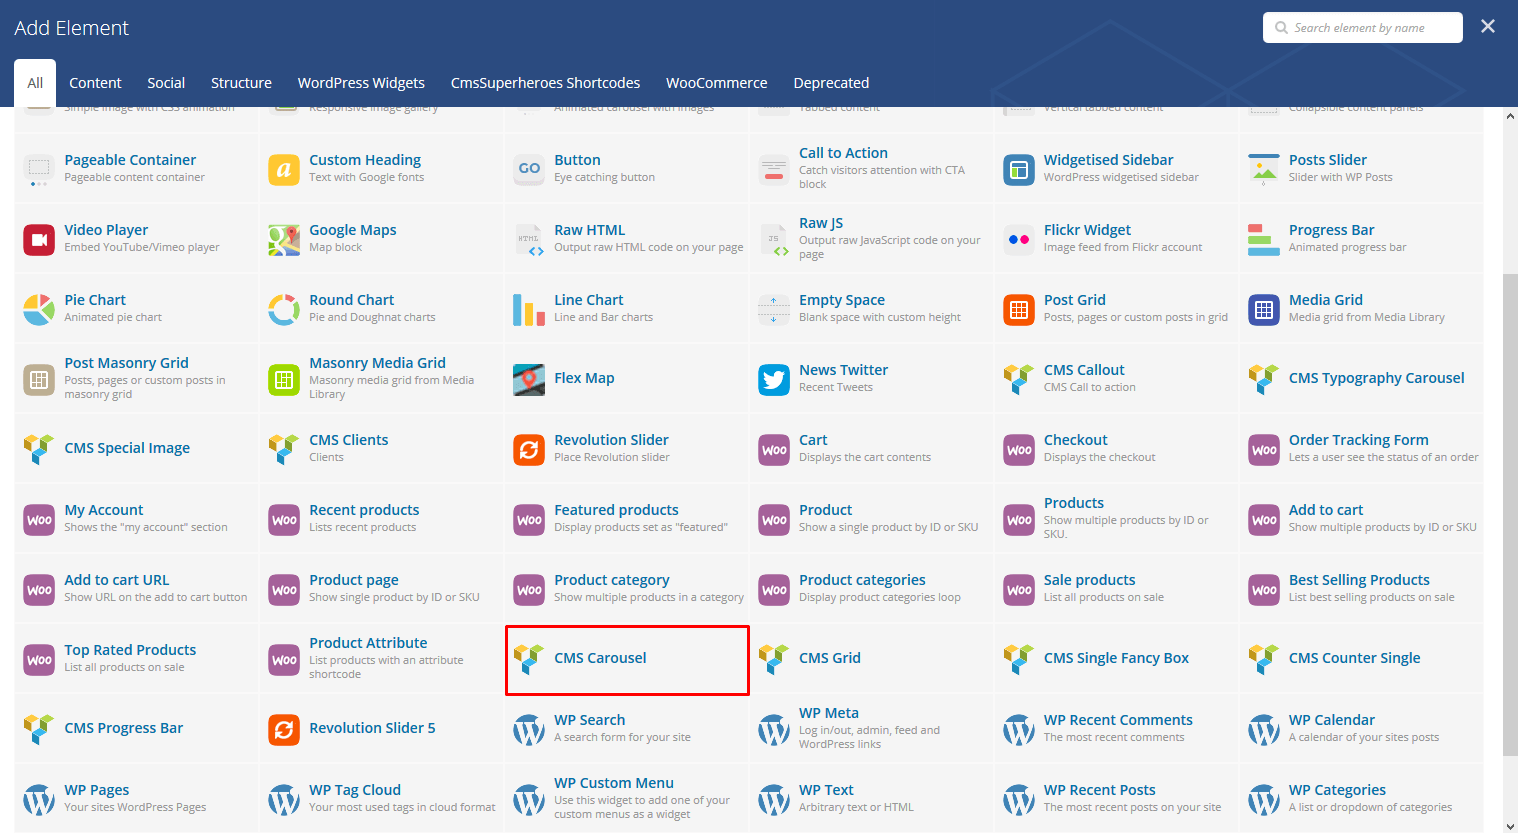 Add Element
Search element by name
All Content Social Structure WordPress Widgets CmsSuperheroes Shortcodes WooCommerce Deprecated
Simple image with CSS animation Responsive image gallery Animated carousel with images Tabbed content Vertical tabbed content Collapsible content panels
Pageable Container
Pageable content container
Custom Heading
Text with Google fonts
GO
Button
Eye catching button
Call to Action
Catch visitors attention with CTA
block
Widgetised Sidebar
WordPress widgetised sidebar
Posts Slider
Slider with WP Posts
Video Player
Embed YouTube/Vimeo player
Google Maps
Map block
HTML
Raw HTML
Output raw HTML code on your page
JS
Raw JS
Output raw JavaScript code on your
page
Flickr Widget
Image feed from Flickr account
Progress Bar
Animated progress bar
Pie Chart
Animated pie chart
Round Chart
Pie and Doughnat charts
Line Chart
Line and Bar charts
Empty Space
Blank space with custom height
Post Grid
Posts, pages or custom posts in grid
Media Grid
Media grid from Media Library
Post Masonry Grid
Posts, pages or custom posts in
masonry grid
Masonry Media Grid
Masonry media grid from Media
Library
Flex Map
News Twitter
Recent Tweets
CMS Callout
CMS Call to action
CMS Typography Carousel
CMS Special Image
CMS Clients
Clients
Revolution Slider
Place Revolution slider
Woo
Cart
Displays the cart contents
Woo
Checkout
Displays the checkout
Woo
Order Tracking Form
Lets a user see the status of an order
Woo
My Account
Shows the "my account" section
Woo
Recent products
Lists recent products
Woo
Featured products
Display products set as "featured"
Woo
Product
Show a single product by ID or SKU
Woo
Products
Show multiple products by ID or
SKU.
Woo
Add to cart
Show multiple products by ID or SKU
Woo
Add to cart URL
Show URL on the add to cart button
Woo
Product page
Show single product by ID or SKU
Woo
Product category
Show multiple products in a category
Woo
Product categories
Display product categories loop
Woo
Sale products
List all products on sale
Woo
Best Selling Products
List best selling products on sale
Woo
Top Rated Products
List all products on sale
Woo
Product Attribute
List products with an attribute
shortcode
CMS Carousel
CMS Grid
CMS Single Fancy Box
CMS Counter Single
CMS Progress Bar
Revolution Slider 5
WP Search
A search form for your site
WP Meta
Log in/out, admin, feed and
WordPress links
WP Recent Comments
The most recent comments
WP Calendar
A calendar of your sites posts
WP Pages
Your sites WordPress Pages
WP Tag Cloud
Your most used tags in cloud format
WP Custom Menu
Use this widget to add one of your
custom menus as a widget
WP Text
Arbitrary text or HTML
WP Recent Posts
The most recent posts on your site
WP Categories
A list or dropdown of categories